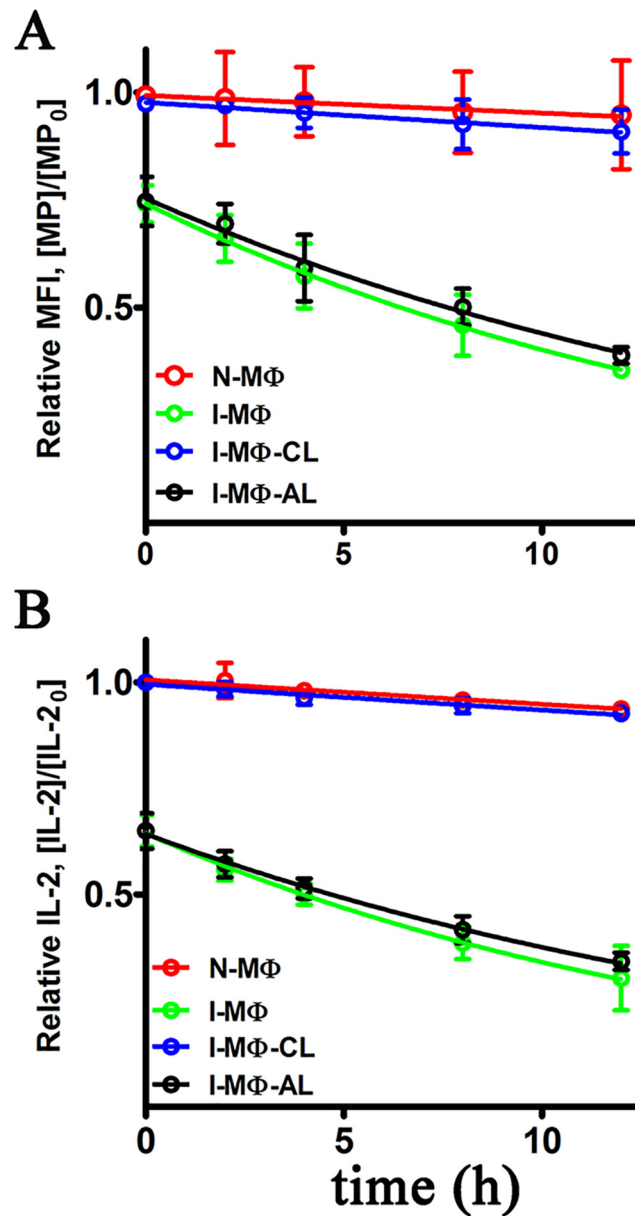 A
Relative MFI, [MP]/[MP₀]
1.0
0.5
N-MΦ
I-MΦ
I-MΦ-CL
I-MΦ-AL
0 5 10
B
Relative IL-2, [IL-2]/[IL-2₀]
1.0
0.5
N-MΦ
I-MΦ
I-MΦ-CL
I-MΦ-AL
0 5 10
time (h)